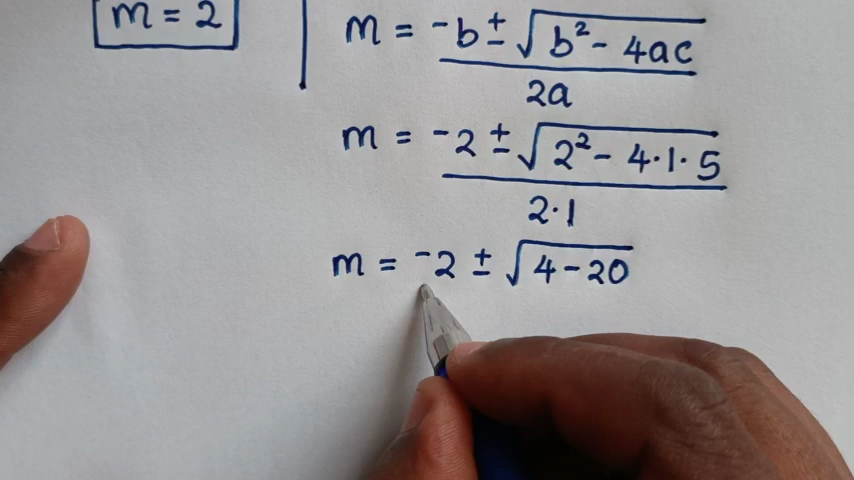 m = 2
m = -b ± √(b² - 4ac) / 2a
m = -2 ± √(2² - 4·1·5) / 2·1
m = -2 ± √(4 - 20)